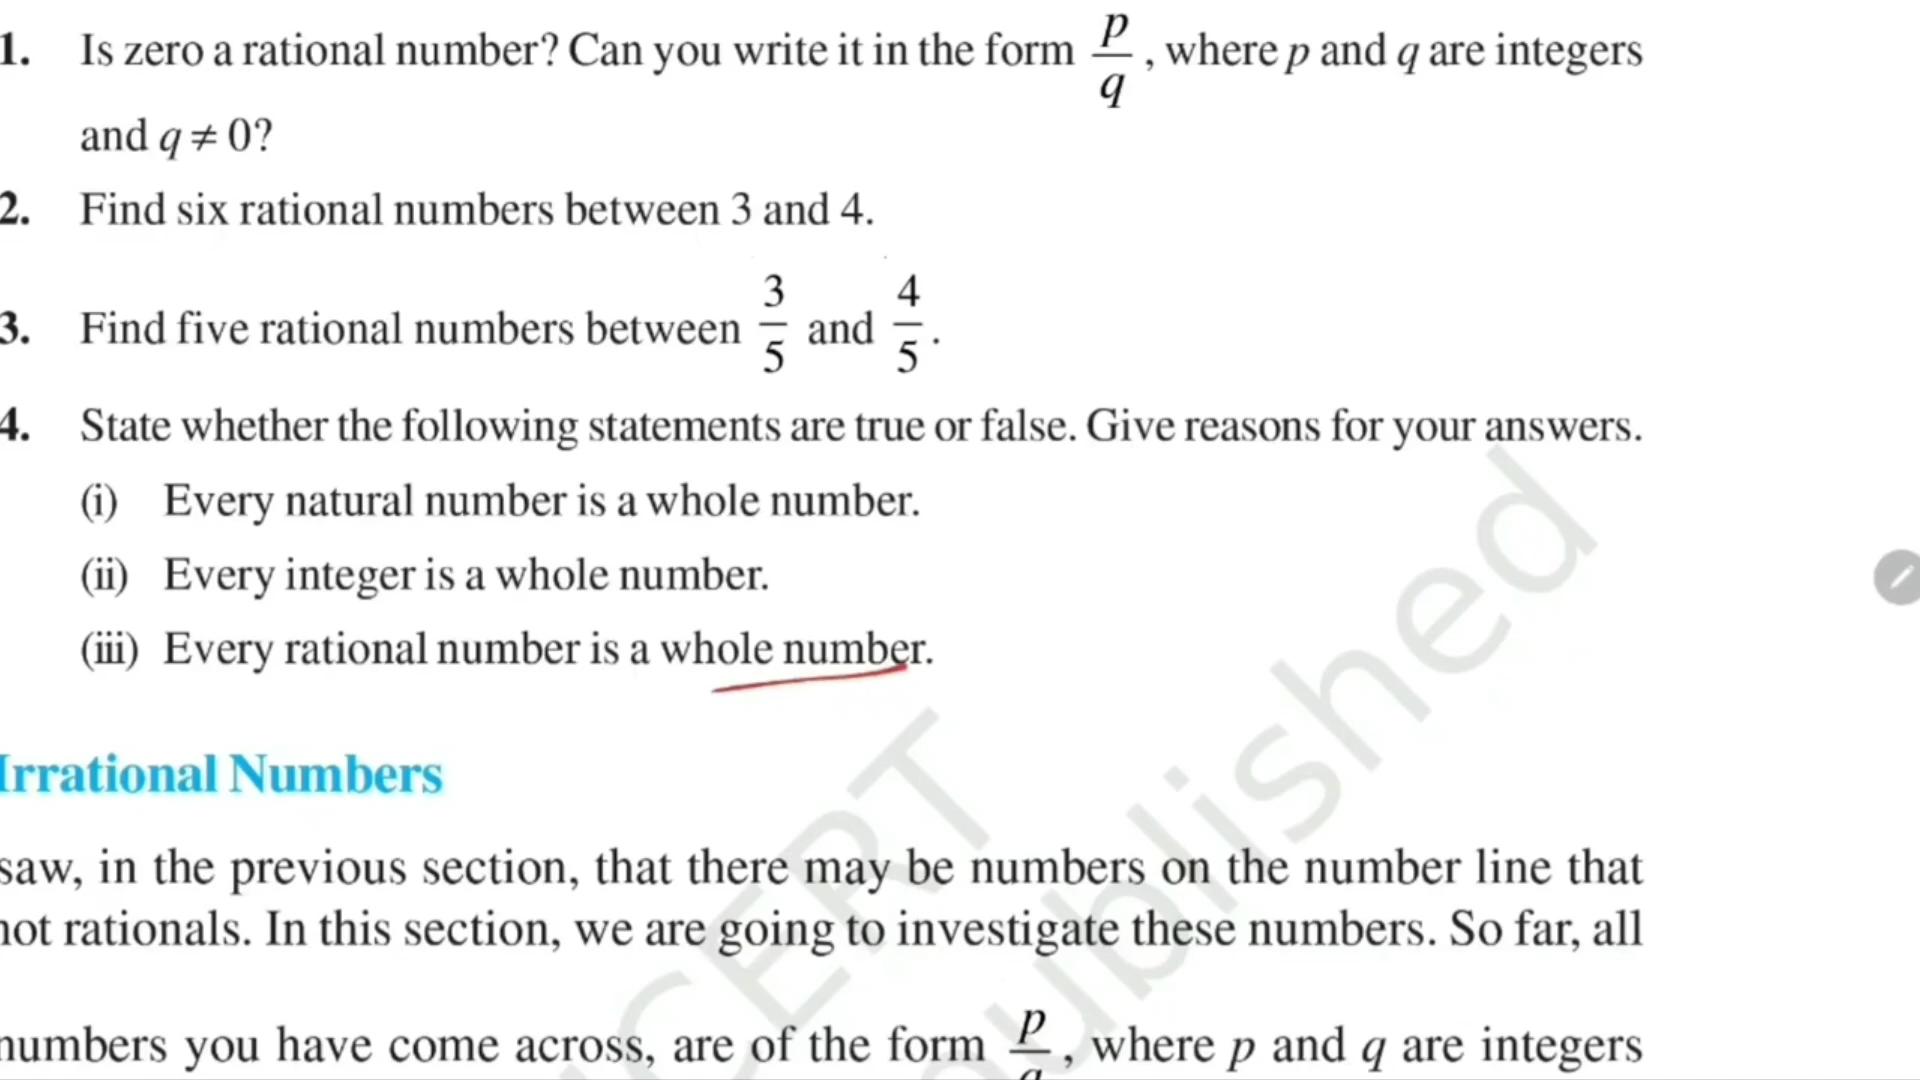 1. Is zero a rational number? Can you write it in the form p/q, where p and q are integers
and q ≠ 0?
2. Find six rational numbers between 3 and 4.
3. Find five rational numbers between 3/5 and 4/5.
4. State whether the following statements are true or false. Give reasons for your answers.
(i) Every natural number is a whole number.
(ii) Every integer is a whole number.
(iii) Every rational number is a whole number.
Irrational Numbers
saw, in the previous section, that there may be numbers on the number line that
not rationals. In this section, we are going to investigate these numbers. So far, all
numbers you have come across, are of the form p/q, where p and q are integers